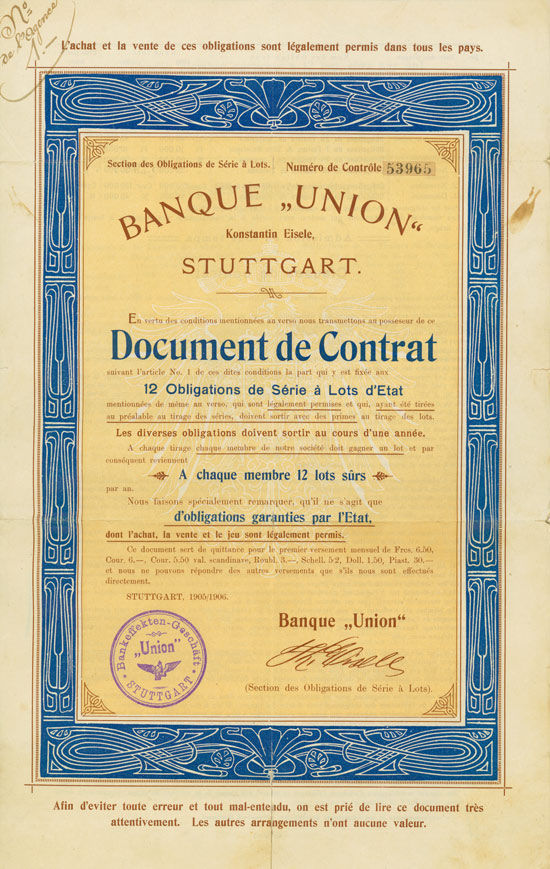 No=
de l'Agence
1.-
L'achat et la vente de ces obligations sont légalement permis dans tous les pays.
Section des Obligations de Série à Lots. Numéro de Contrôle 53965
BANQUE „UNION“
Konstantin Eisele,
STUTTGART.
En vertu des conditions mentionnées au verso nous transmettons au posseseur de ce
Document de Contrat
suivant l'article No. 1 de ces dites conditions la part qui y est fixée aux
12 Obligations de Série à Lots d'Etat
mentionnées de même au verso, qui sont légalement permises et qui, ayant été tirées
au préalable au tirage des séries, doivent sortir avec des primes au tirage des lots.
Les diverses obligations doivent sortir au cours d'une année.
A chaque tirage chaque membre de notre société doit gagner un lot et par
conséquent reviennent
A chaque membre 12 lots sûrs
par an.
Nous faisons spécialement remarquer, qu'il ne s'agit que
d'obligations garanties par l'Etat,
dont l'achat, la vente et le jeu sont légalement permis.
Ce document sert de quittance pour le premier versement mensuel de Frcs. 6.50,
Cour. 6.—, Cour. 5.50 val. scandinave, Roubl. 3.—, Schell. 5/2, Doll. 1.50, Piast. 30.—
et nous ne pouvons répondre des autres versements que s'ils nous sont effectués
directement.
STUTTGART, 1905/1906.
Bankeffekten-Geschäft
„Union“
STUTTGART
Banque „Union“
(Section des Obligations de Série à Lots).
Afin d'eviter toute erreur et tout mal-entendu, on est prié de lire ce document très
attentivement. Les autres arrangements n'ont aucune valeur.